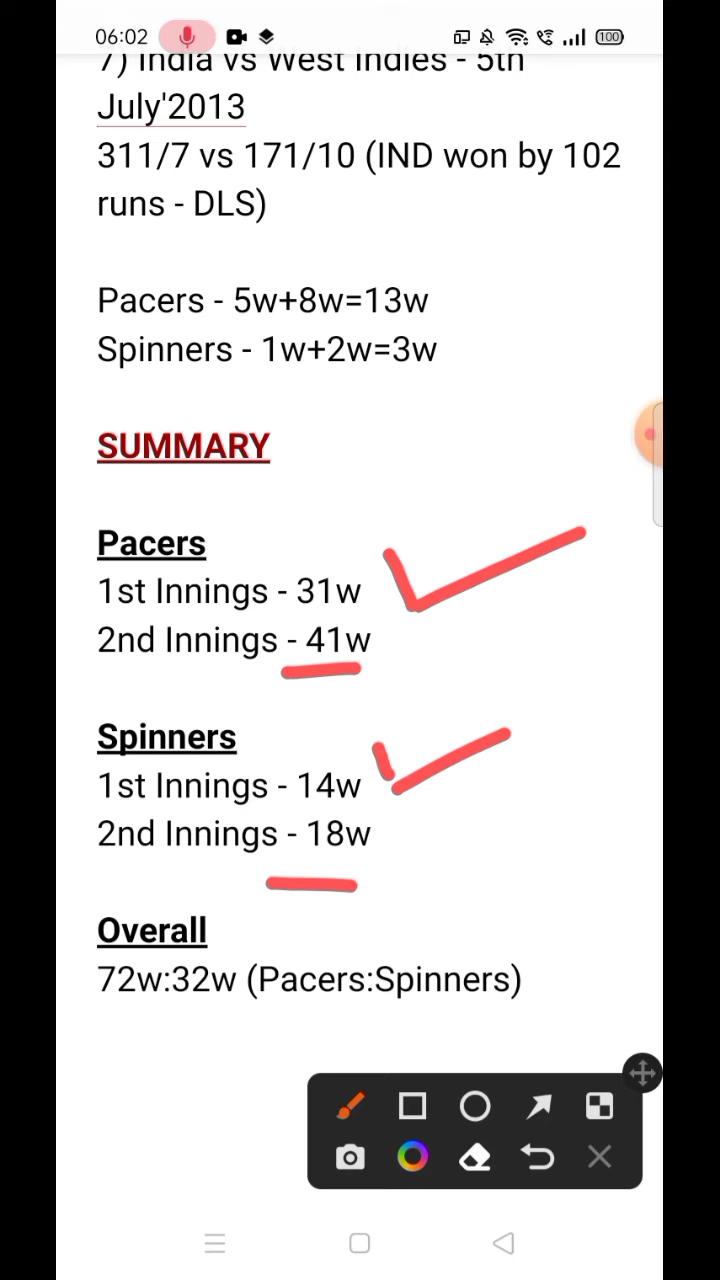 06:02
100
7) India vs West Indies - 5th
July'2013
311/7 vs 171/10 (IND won by 102
runs - DLS)
Pacers - 5w+8w=13w
Spinners - 1w+2w=3w
SUMMARY
Pacers
1st Innings - 31w
2nd Innings - 41w
Spinners
1st Innings - 14w
2nd Innings - 18w
Overall
72w:32w (Pacers:Spinners)